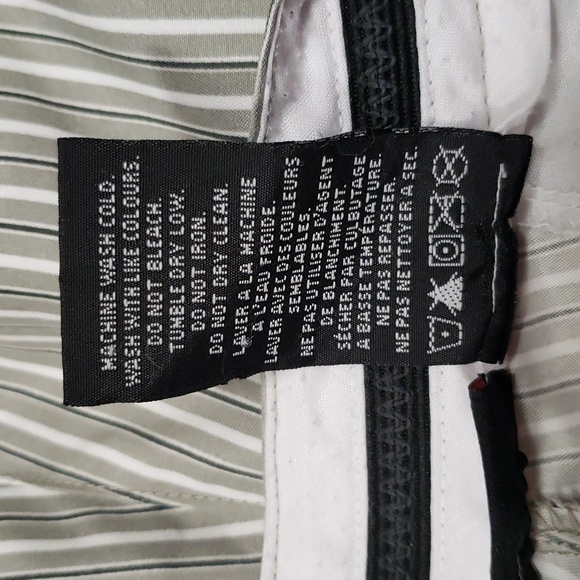 MACHINE WASH COLD.
WASH WITH LIKE COLOURS.
DO NOT BLEACH.
TUMBLE DRY LOW.
DO NOT IRON.
DO NOT DRY CLEAN.
LAVER A LA MACHINE
A L'EAU FROIDE.
LAVER AVEC DES COULEURS
SEMBLABLES.
NE PAS UTILISER D'AGENT
DE BLANCHIMENT.
SÉCHER PAR CULBUTAGE
A BASSE TEMPÉRATURE.
NE PAS REPASSER.
NE PAS NETTOYER A SEC.